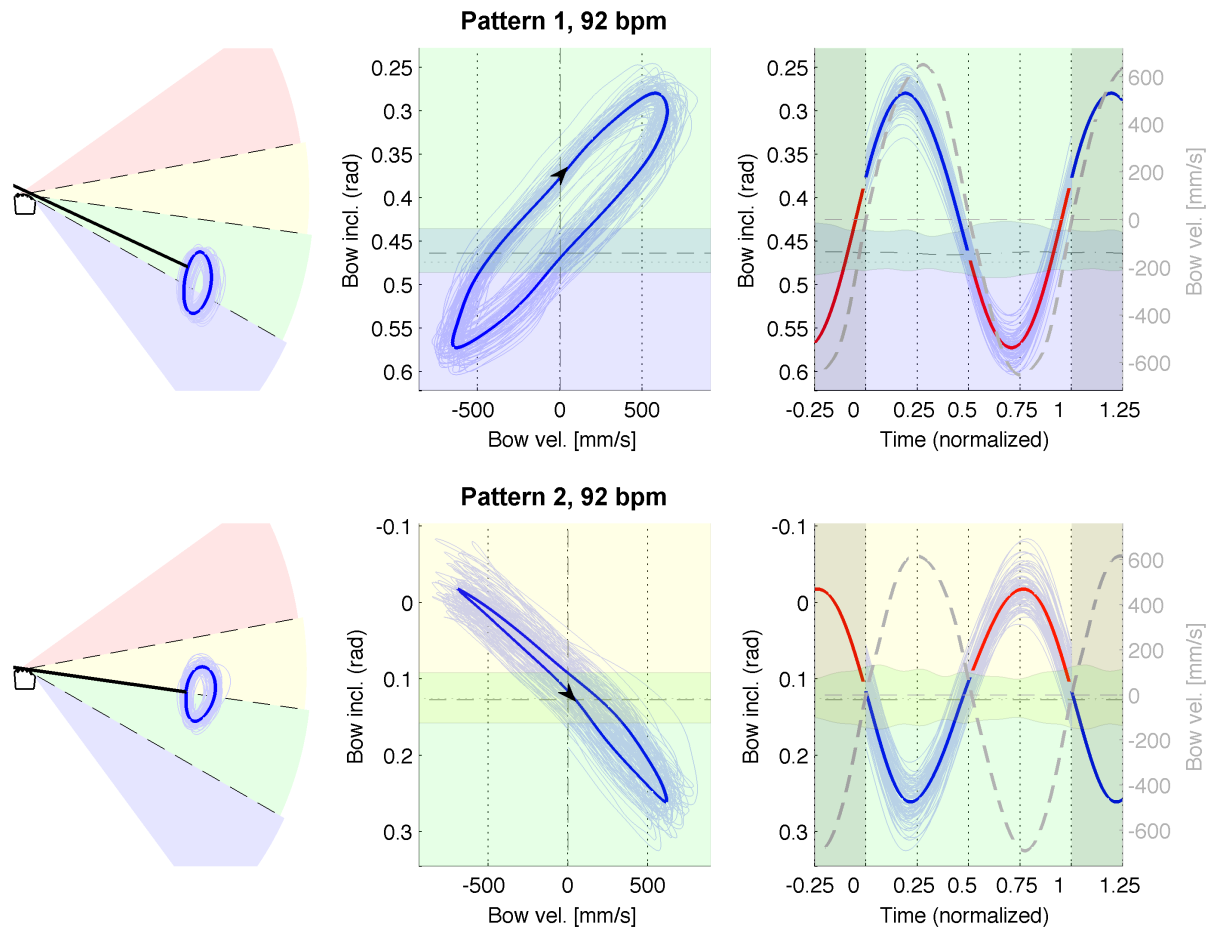 Pattern 1, 92 bpm
0.25
0.3
0.35
0.4
0.45
0.5
0.55
0.6
Bow incl. (rad)
-500 0 500
Bow vel. [mm/s]
0.25
0.3
0.35
0.4
0.45
0.5
0.55
0.6
Bow incl. (rad)
600
400
200
0
-200
-400
-600
Bow vel. [mm/s]
-0.25 0 0.25 0.5 0.75 1 1.25
Time (normalized)
Pattern 2, 92 bpm
-0.1
0
0.1
0.2
0.3
Bow incl. (rad)
-500 0 500
Bow vel. [mm/s]
-0.1
0
0.1
0.2
0.3
Bow incl. (rad)
600
400
200
0
-200
-400
-600
Bow vel. [mm/s]
-0.25 0 0.25 0.5 0.75 1 1.25
Time (normalized)